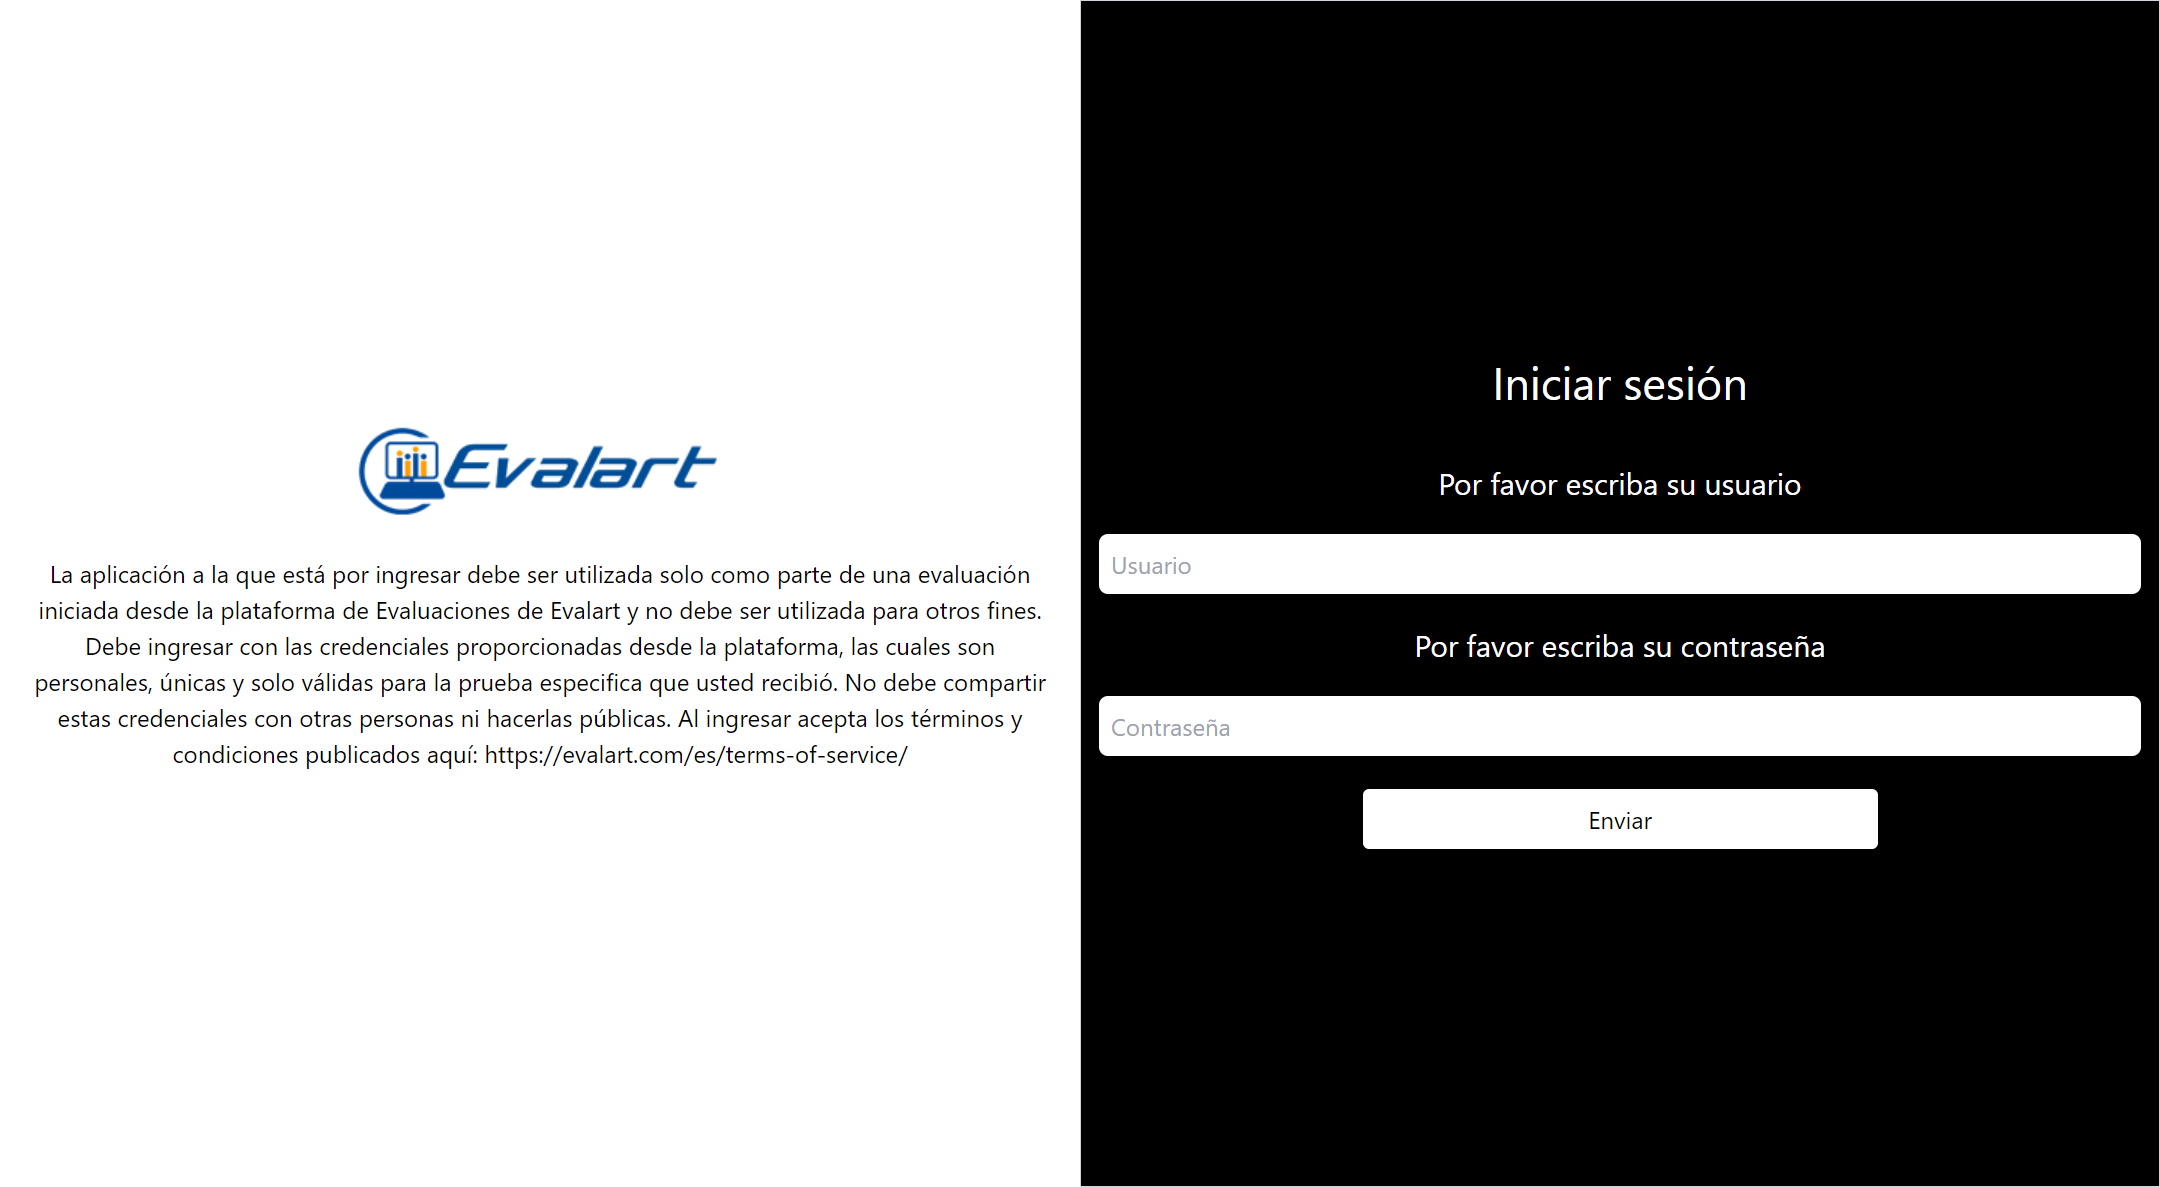 Evalart
La aplicación a la que está por ingresar debe ser utilizada solo como parte de una evaluación
iniciada desde la plataforma de Evaluaciones de Evalart y no debe ser utilizada para otros fines.
Debe ingresar con las credenciales proporcionadas desde la plataforma, las cuales son
personales, únicas y solo válidas para la prueba especifica que usted recibió. No debe compartir
estas credenciales con otras personas ni hacerlas públicas. Al ingresar acepta los términos y
condiciones publicados aquí: https://evalart.com/es/terms-of-service/
Iniciar sesión
Por favor escriba su usuario
Usuario
Por favor escriba su contraseña
Contraseña
Enviar